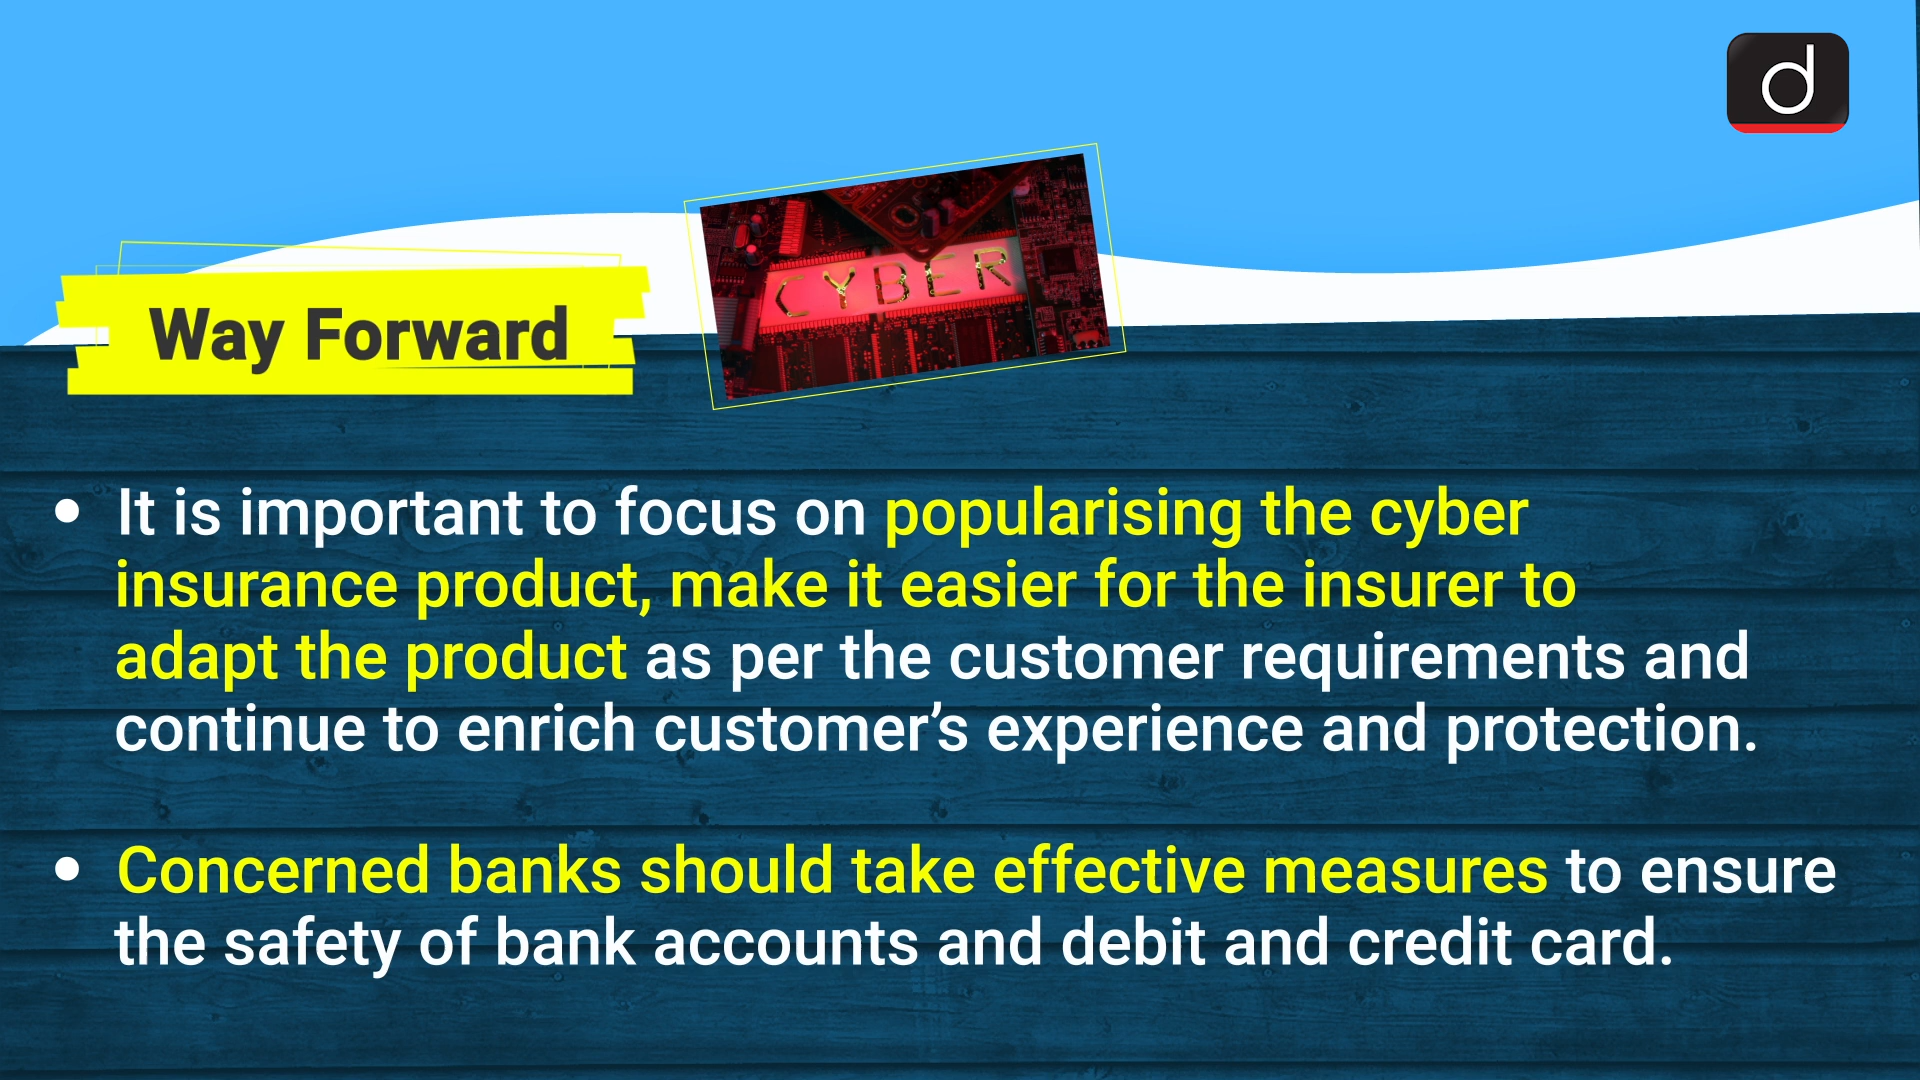 d
CYBER
Way Forward
• It is important to focus on popularising the cyber
insurance product, make it easier for the insurer to
adapt the product as per the customer requirements and
continue to enrich customer’s experience and protection.
• Concerned banks should take effective measures to ensure
the safety of bank accounts and debit and credit card.